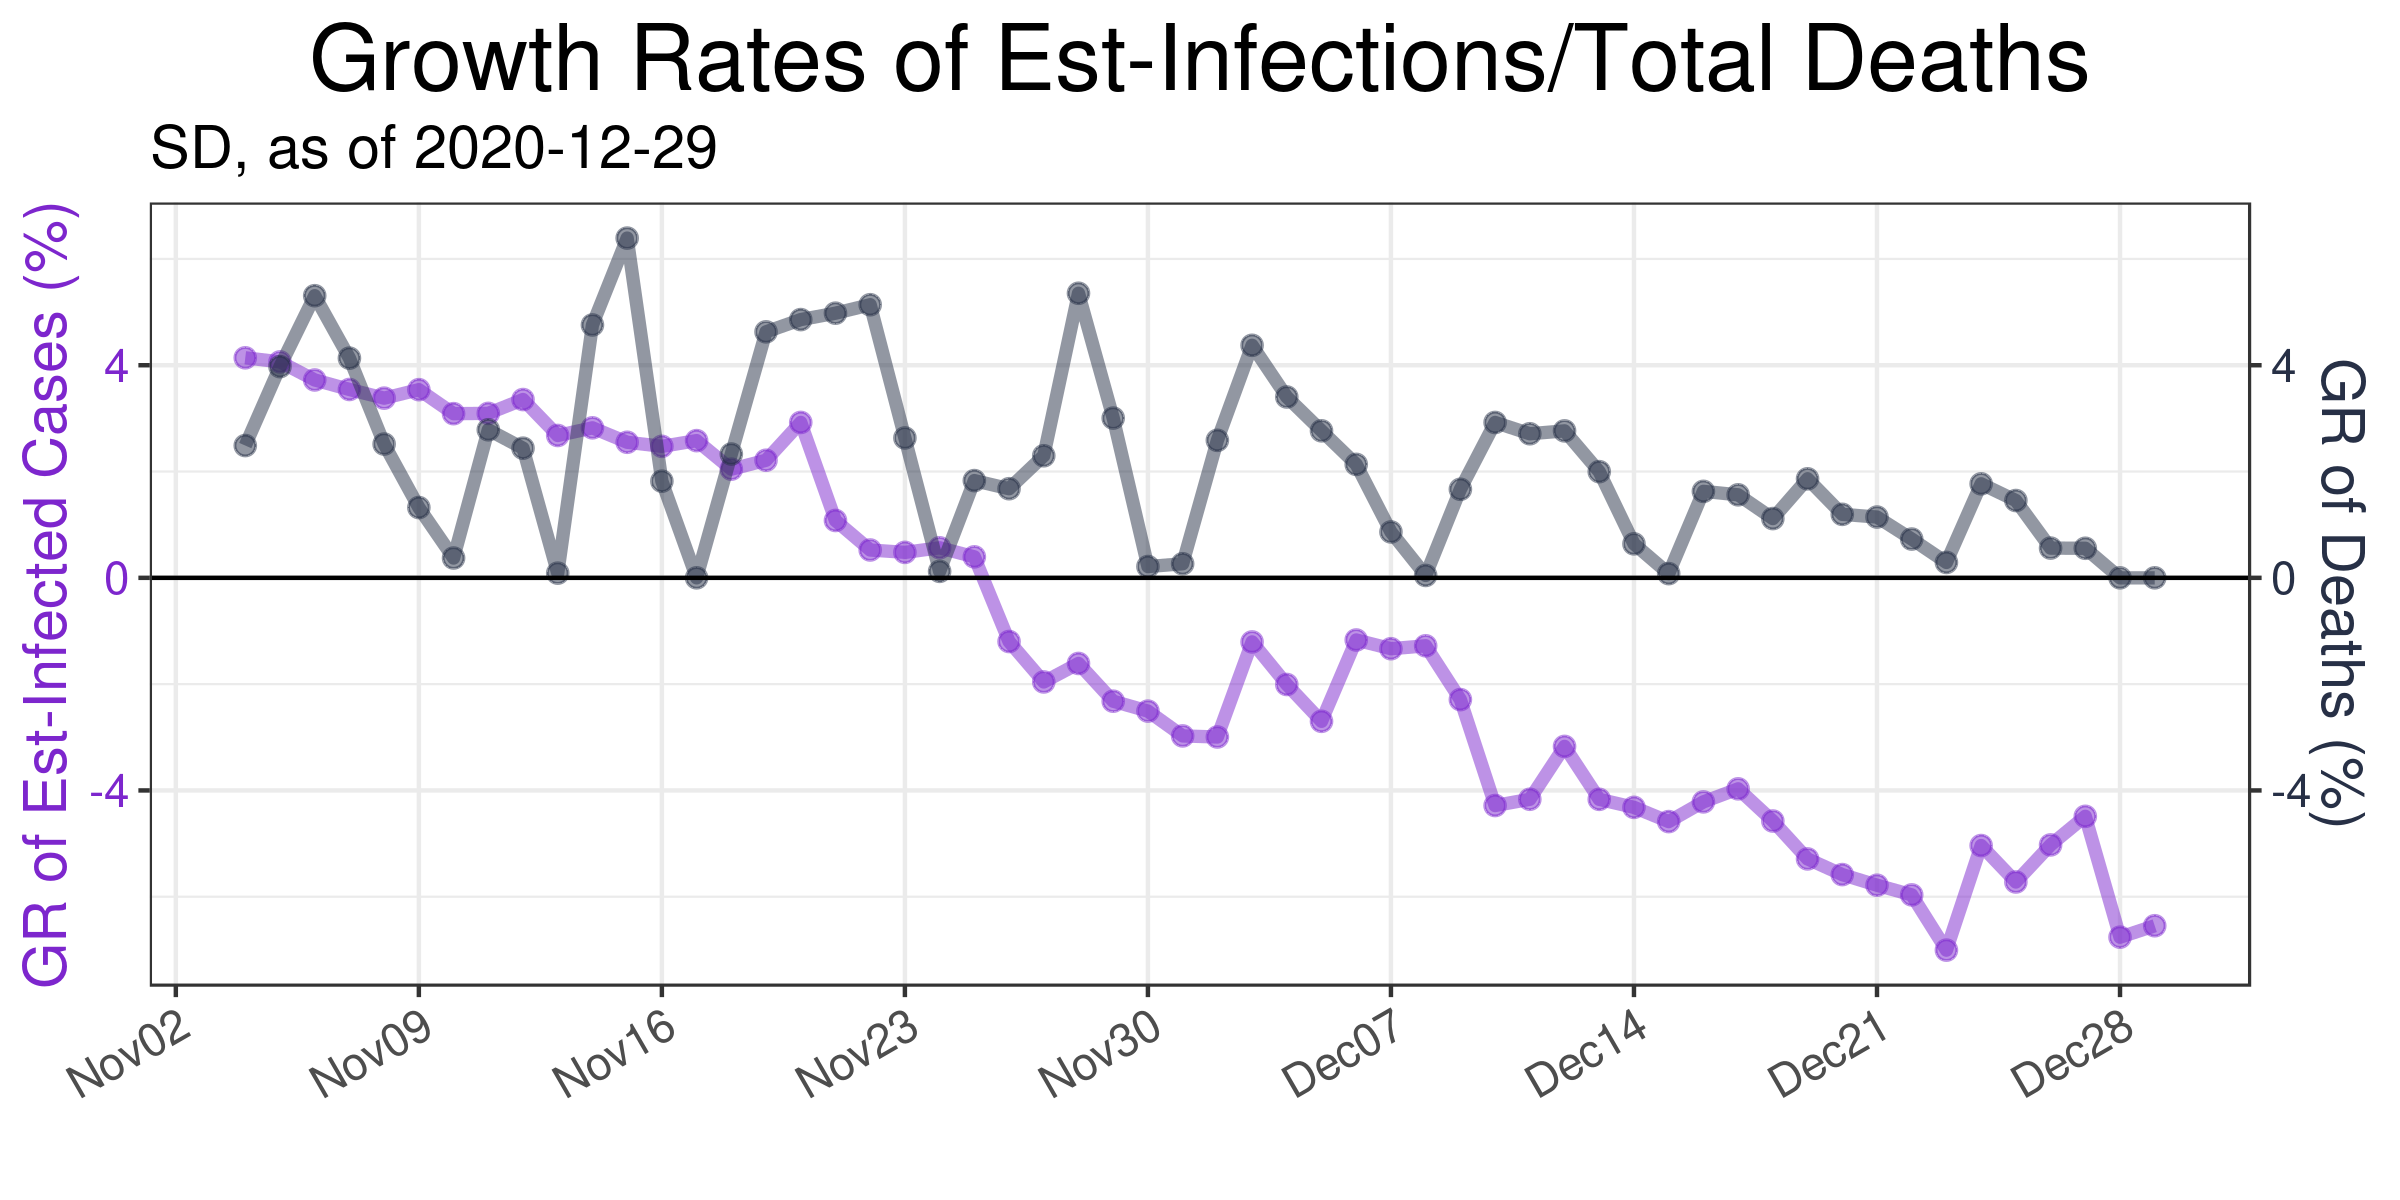 Growth Rates of Est-Infections/Total Deaths
SD, as of 2020-12-29
GR of Est-Infected Cases (%)
4
0
-4
4
0
-4
GR of Deaths (%)
Nov02
Nov09
Nov16
Nov23
Nov30
Dec07
Dec14
Dec21
Dec28